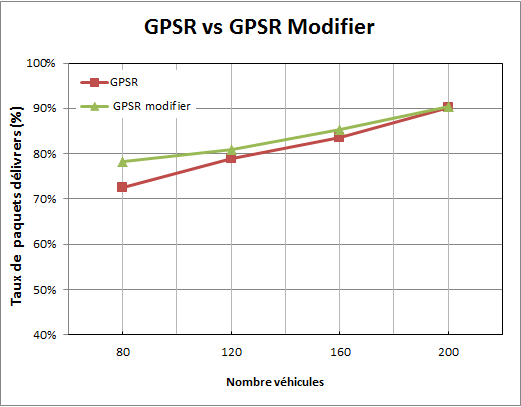 GPSR vs GPSR Modifier
Taux de paquets délivrers (%)
100%
90%
80%
70%
60%
50%
40%
GPSR
GPSR modifier
80 120 160 200
Nombre véhicules